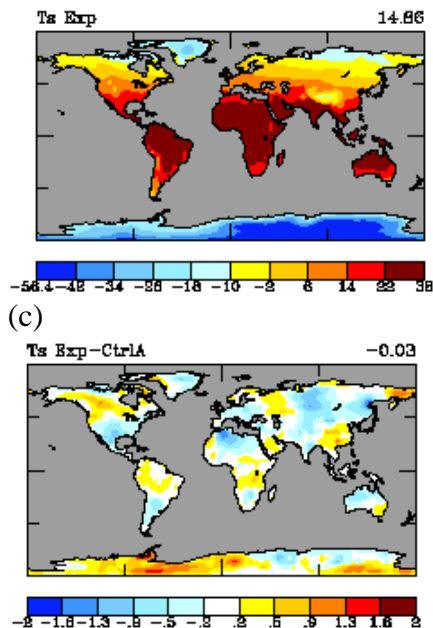 Ts Exp 14.86
-56.4 -42 -34 -26 -18 -10 -2 6 14 22 38
(c)
Ts Exp-CtrlA -0.03
-2 -1.6 -1.3 -.9 -.5 -.2 .2 .5 .9 1.3 1.6 2